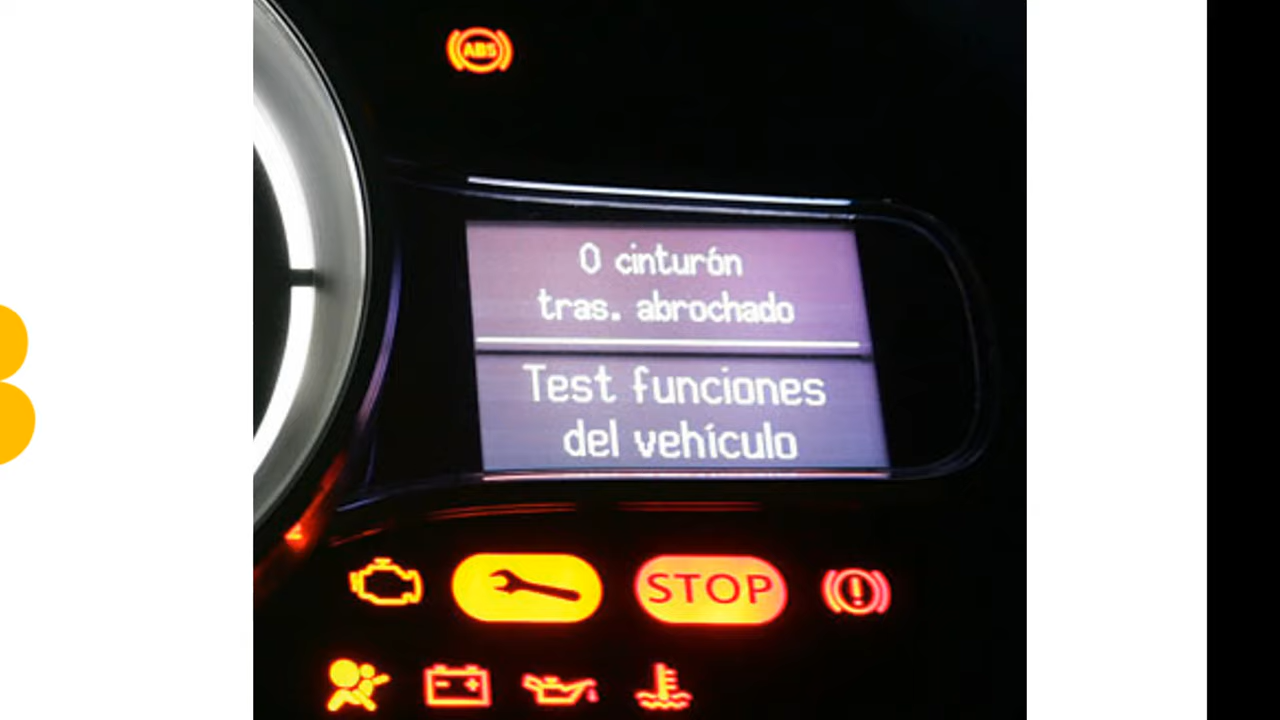 ABS
0 cinturón
tras. abrochado
Test funciones
del vehículo
STOP